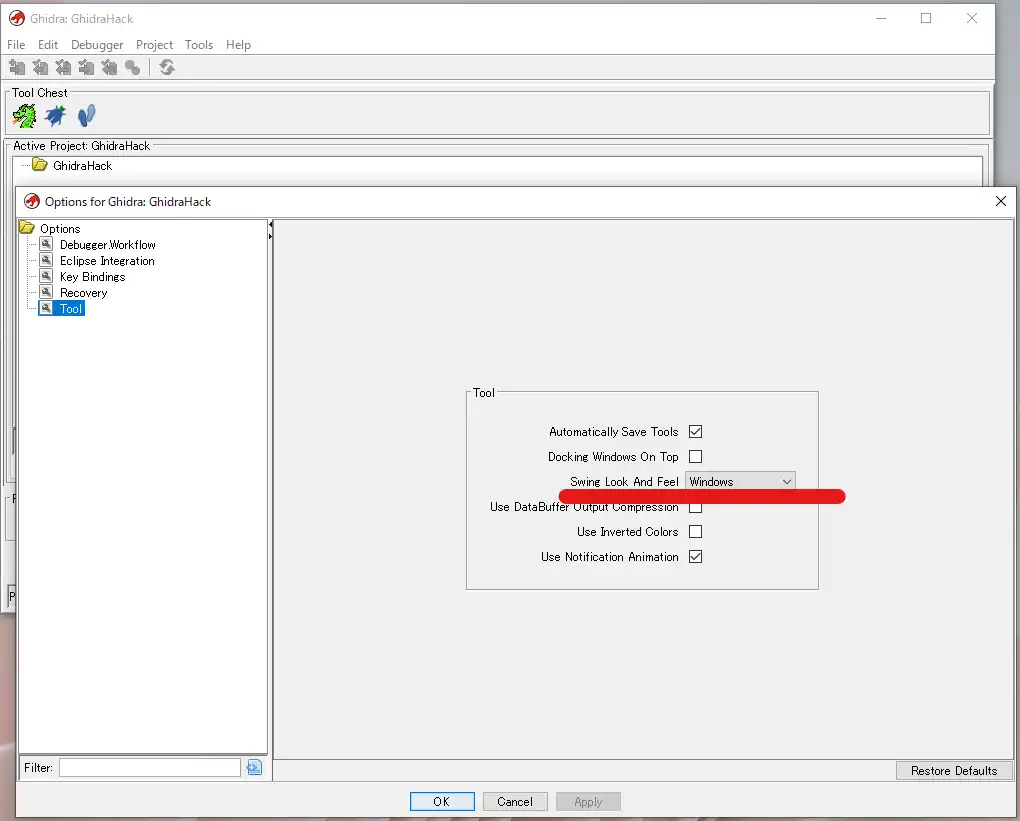 Ghidra: GhidraHack
File Edit Debugger Project Tools Help
Tool Chest
Active Project: GhidraHack
GhidraHack
Options for Ghidra: GhidraHack
Options
Debugger.Workflow
Eclipse Integration
Key Bindings
Recovery
Tool
Tool
Automatically Save Tools
Docking Windows On Top
Swing Look And Feel Windows
Use DataBuffer Output Compression
Use Inverted Colors
Use Notification Animation
Filter:
Restore Defaults
OK Cancel Apply